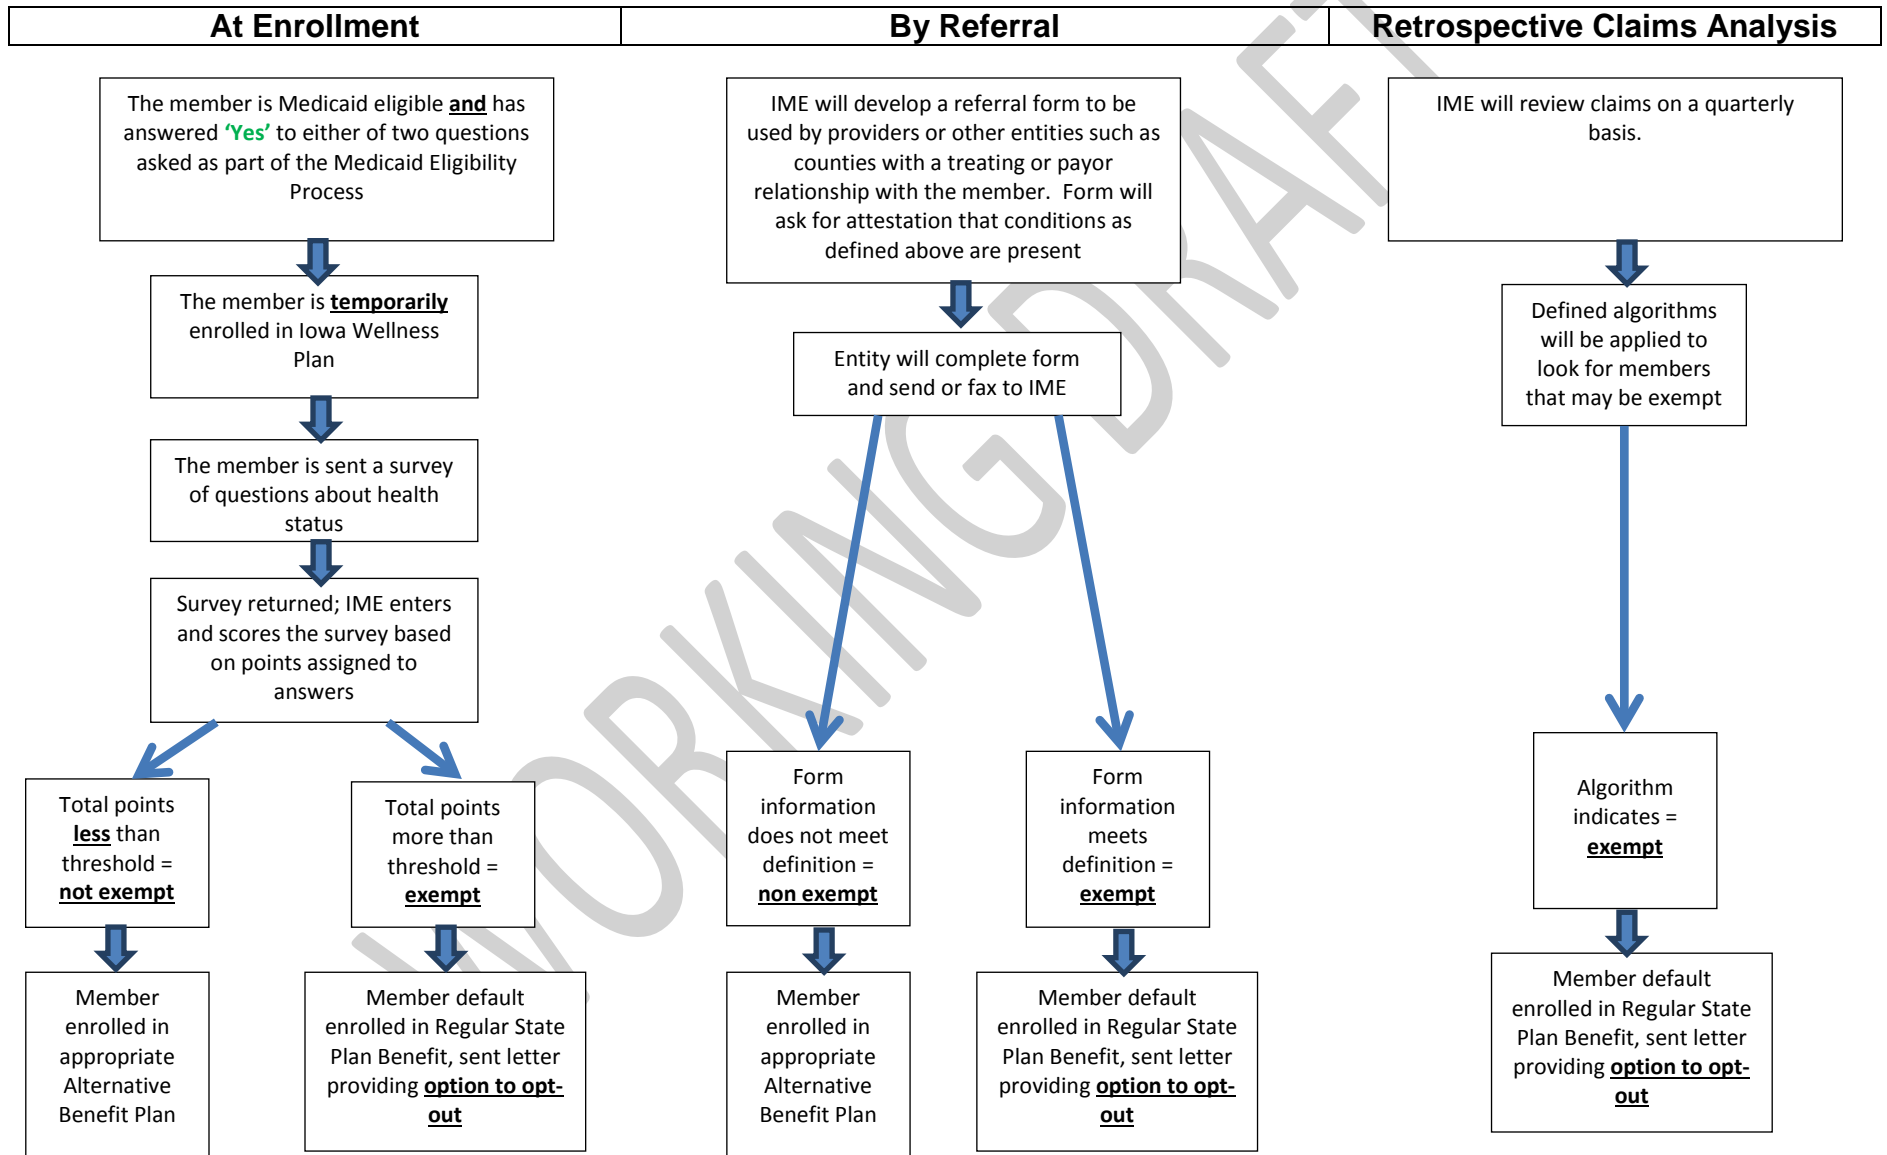 At Enrollment
By Referral
Retrospective Claims Analysis
The member is Medicaid eligible and has
answered ‘Yes’ to either of two questions
asked as part of the Medicaid Eligibility
Process
The member is temporarily
enrolled in Iowa Wellness
Plan
The member is sent a survey
of questions about health
status
Survey returned; IME enters
and scores the survey based
on points assigned to
answers
Total points
less than
threshold =
not exempt
Member
enrolled in
appropriate
Alternative
Benefit Plan
Total points
more than
threshold =
exempt
Member default
enrolled in Regular State
Plan Benefit, sent letter
providing option to opt-
out
IME will develop a referral form to be
used by providers or other entities such as
counties with a treating or payor
relationship with the member.  Form will
ask for attestation that conditions as
defined above are present
Entity will complete form
and send or fax to IME
Form
information
does not meet
definition =
non exempt
Member
enrolled in
appropriate
Alternative
Benefit Plan
Form
information
meets
definition =
exempt
Member default
enrolled in Regular State
Plan Benefit, sent letter
providing option to opt-
out
IME will review claims on a quarterly
basis.
Defined algorithms
will be applied to
look for members
that may be exempt
Algorithm
indicates =
exempt
Member default
enrolled in Regular State
Plan Benefit, sent letter
providing option to opt-
out
WORKING DRAFT